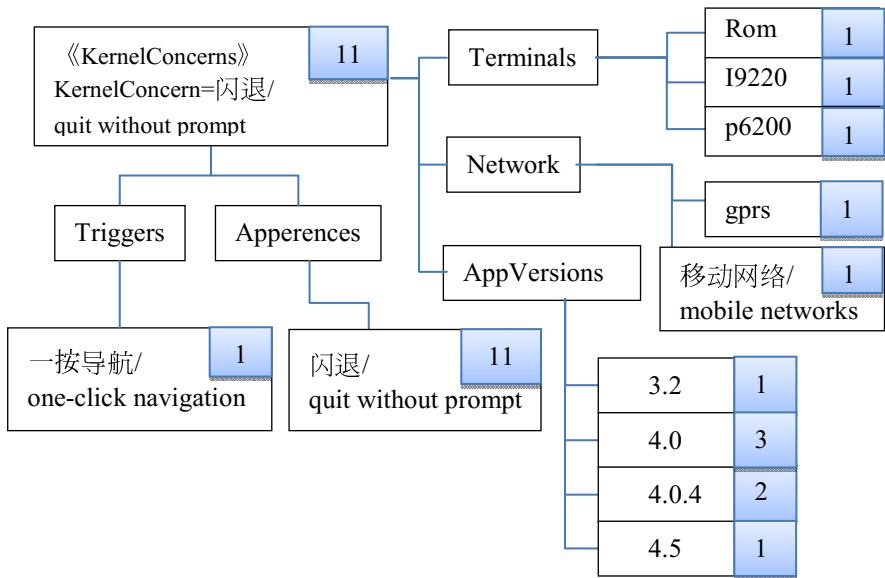 《KernelConcerns》
KernelConcern=闪退/
quit without prompt
11
Terminals
Rom
1
I9220
1
p6200
1
Network
gprs
1
移动网络/
mobile networks
1
Triggers
Apperences
AppVersions
一按导航/
one-click navigation
1
闪退/
quit without prompt
11
3.2
1
4.0
3
4.0.4
2
4.5
1